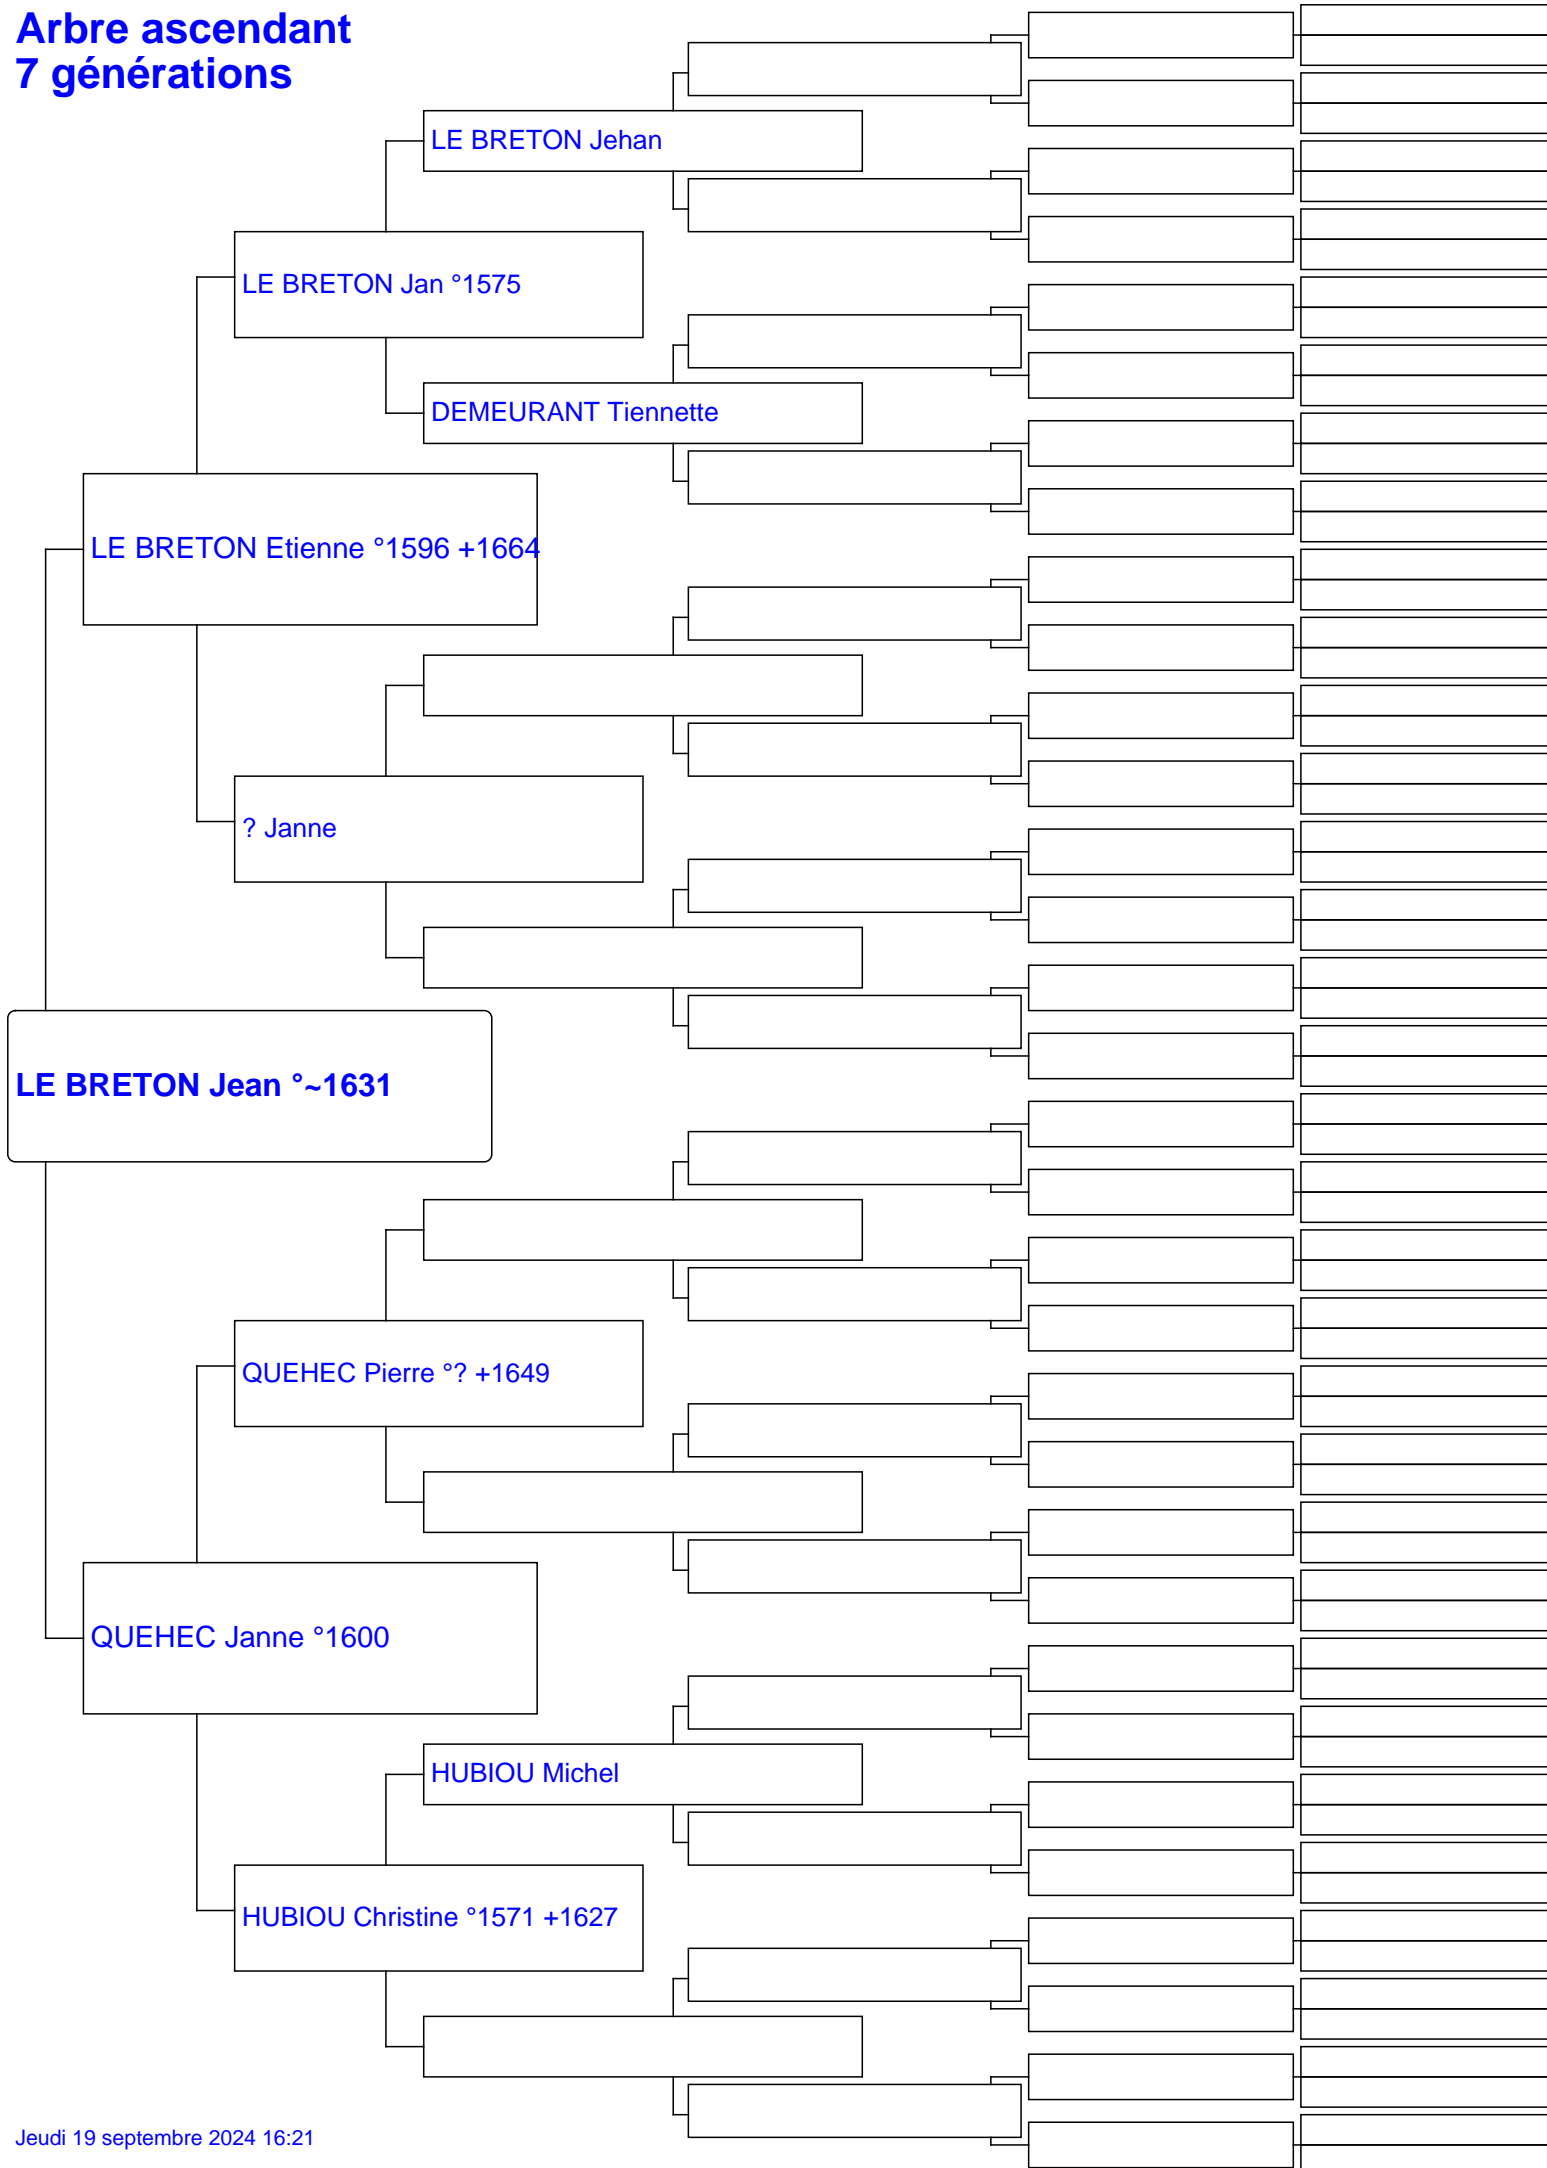 Arbre ascendant
7 générations
LE BRETON Jehan
LE BRETON Jan °1575
DEMEURANT Tiennette
LE BRETON Etienne °1596 +1664
? Janne
LE BRETON Jean °~1631
QUEHEC Pierre °? +1649
QUEHEC Janne °1600
HUBIOU Michel
HUBIOU Christine °1571 +1627
Jeudi 19 septembre 2024 16:21